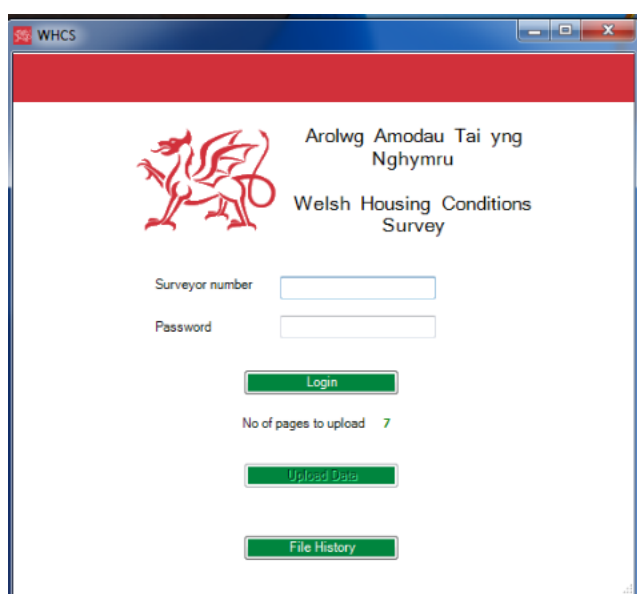 WHCS
Arolwg Amodau Tai yng
Nghymru
Welsh Housing Conditions
Survey
Surveyor number
Password
Login
No of pages to upload 7
Upload Data
File History